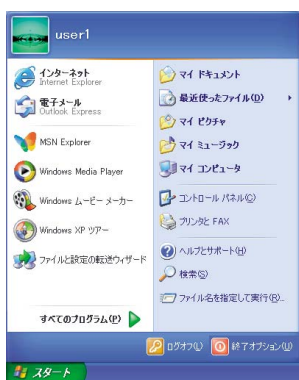 user1
インターネット
Internet Explorer
電子メール
Outlook Express
MSN Explorer
Windows Media Player
Windows ムービー メーカー
Windows XP ツアー
ファイルと設定の転送ウィザード
すべてのプログラム(P)
マイ ドキュメント
最近使ったファイル(D)
マイ ピクチャ
マイ ミュージック
マイ コンピュータ
コントロール パネル(C)
プリンタと FAX
ヘルプとサポート(H)
検索(S)
ファイル名を指定して実行(R)...
ログオフ(L)
終了オプション(U)
スタート